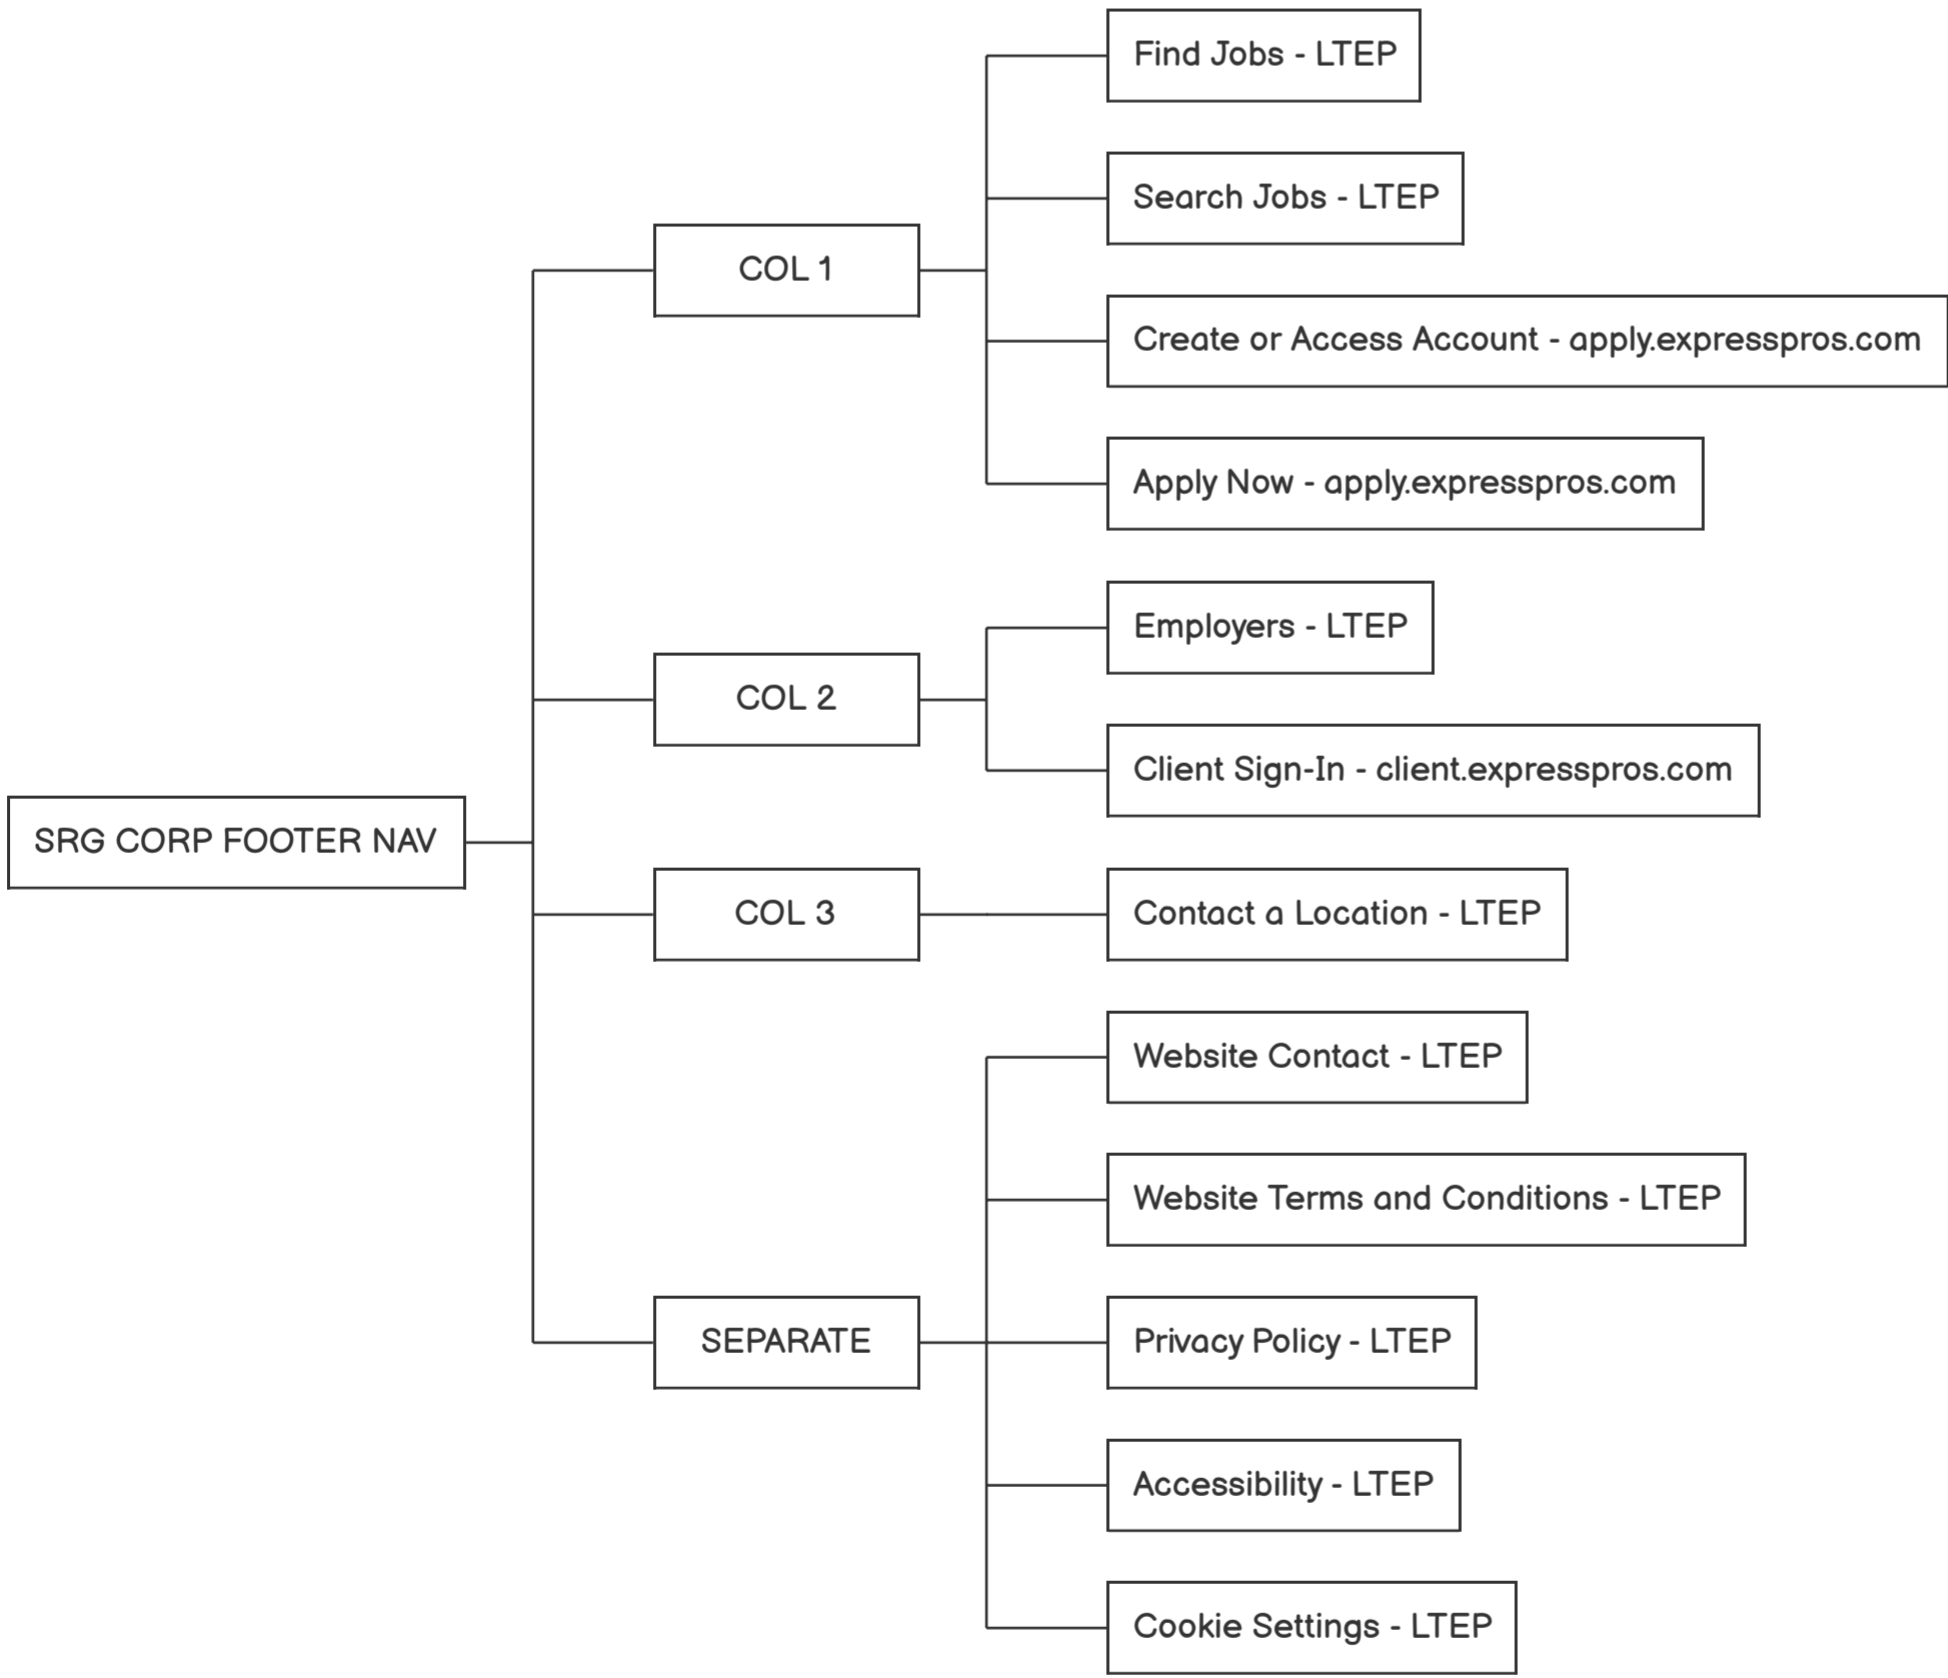 SRG CORP FOOTER NAV
COL 1
Find Jobs - LTEP
Search Jobs - LTEP
Create or Access Account - apply.expresspros.com
Apply Now - apply.expresspros.com
COL 2
Employers - LTEP
Client Sign-In - client.expresspros.com
COL 3
Contact a Location - LTEP
SEPARATE
Website Contact - LTEP
Website Terms and Conditions - LTEP
Privacy Policy - LTEP
Accessibility - LTEP
Cookie Settings - LTEP